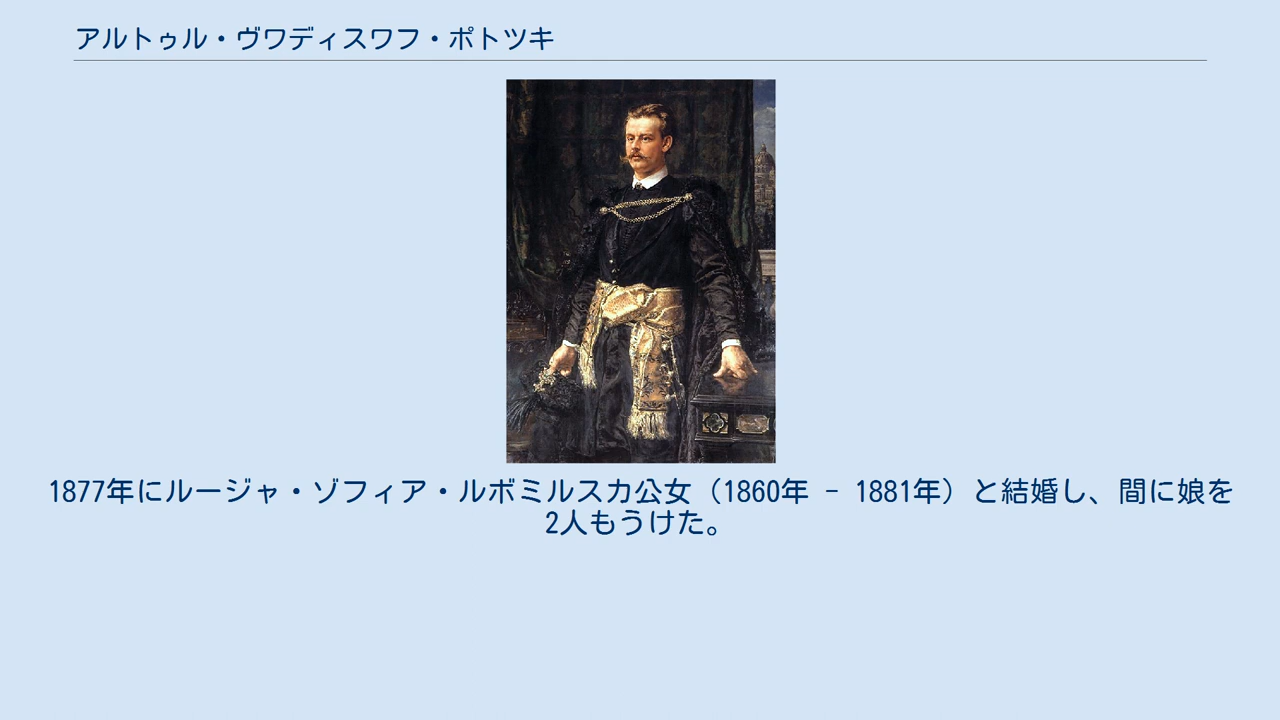 アルトゥル・ヴワディスワフ・ポトツキ
1877年にルージャ・ゾフィア・ルボミルスカ公女（1860年 - 1881年）と結婚し、間に娘を
2人もうけた。